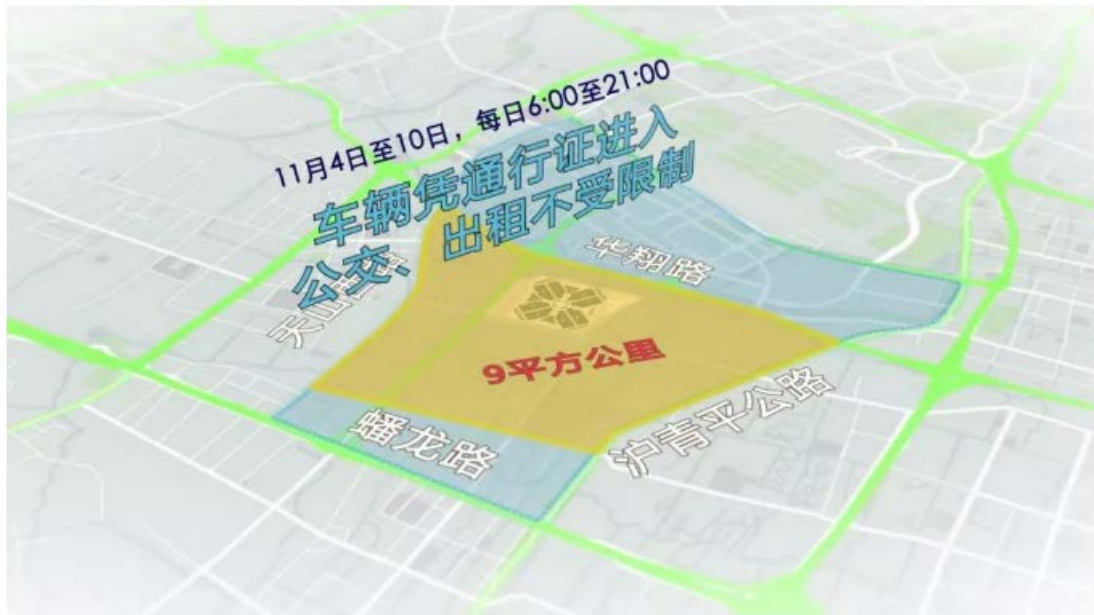 11月4日至10日，每日6:00至21:00
车辆凭通行证进入
公交、出租不受限制
华翔路
9平方公里
沪青平公路
蟠龙路